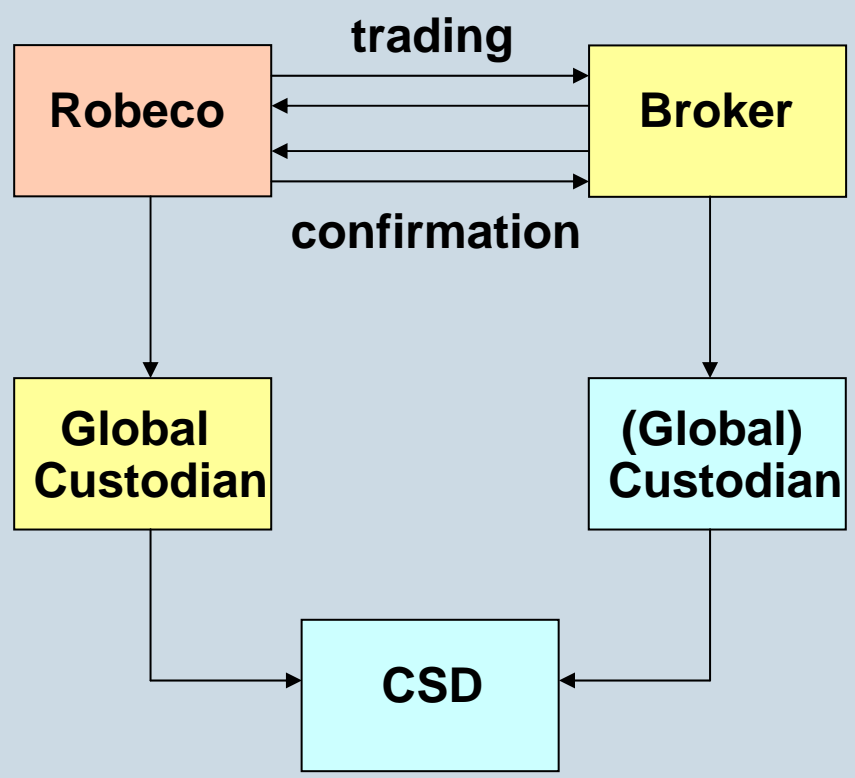 trading
Robeco
Broker
confirmation
Global
Custodian
(Global)
Custodian
CSD